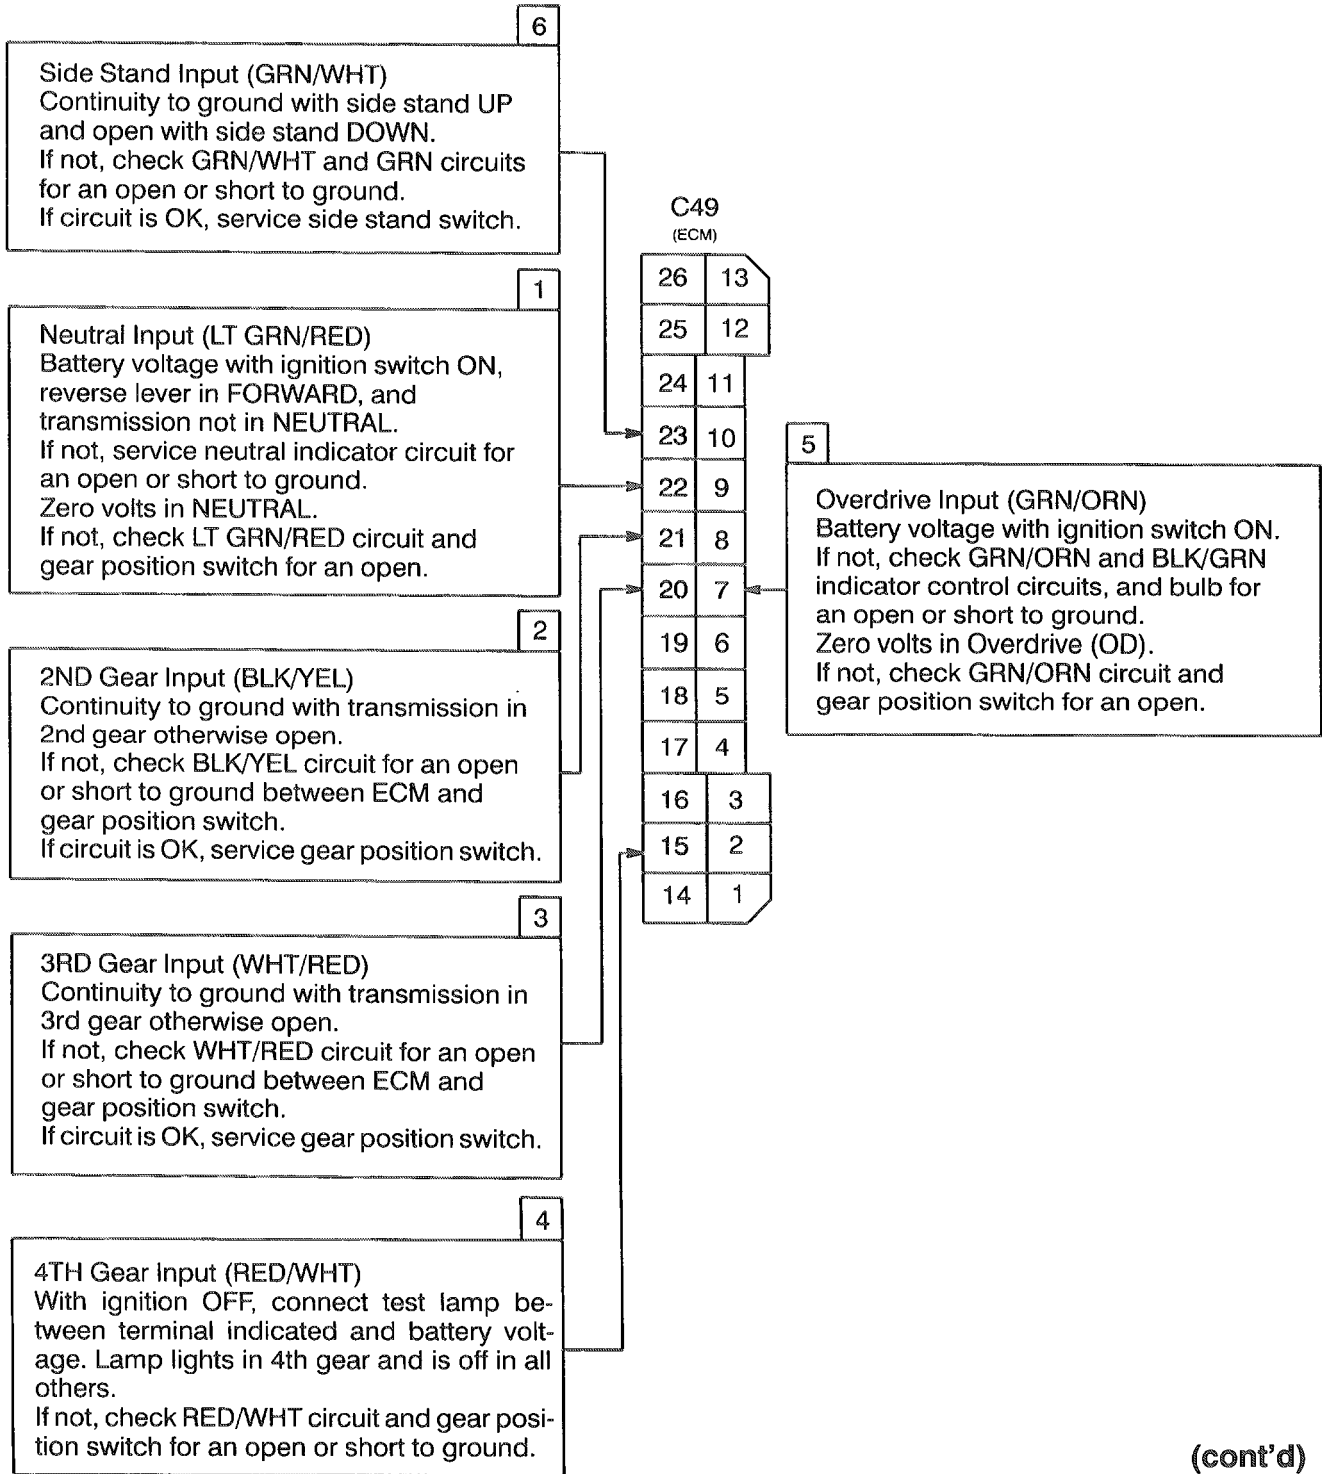 6
Side Stand Input (GRN/WHT)
Continuity to ground with side stand UP
and open with side stand DOWN.
If not, check GRN/WHT and GRN circuits
for an open or short to ground.
If circuit is OK, service side stand switch.
1
Neutral Input (LT GRN/RED)
Battery voltage with ignition switch ON,
reverse lever in FORWARD, and
transmission not in NEUTRAL.
If not, service neutral indicator circuit for
an open or short to ground.
Zero volts in NEUTRAL.
If not, check LT GRN/RED circuit and
gear position switch for an open.
2
2ND Gear Input (BLK/YEL)
Continuity to ground with transmission in
2nd gear otherwise open.
If not, check BLK/YEL circuit for an open
or short to ground between ECM and
gear position switch.
If circuit is OK, service gear position switch.
3
3RD Gear Input (WHT/RED)
Continuity to ground with transmission in
3rd gear otherwise open.
If not, check WHT/RED circuit for an open
or short to ground between ECM and
gear position switch.
If circuit is OK, service gear position switch.
4
4TH Gear Input (RED/WHT)
With ignition OFF, connect test lamp be-
tween terminal indicated and battery volt-
age. Lamp lights in 4th gear and is off in all
others.
If not, check RED/WHT circuit and gear posi-
tion switch for an open or short to ground.
C49
(ECM)
26 13
25 12
24 11
23 10
22 9
21 8
20 7
19 6
18 5
17 4
16 3
15 2
14 1
5
Overdrive Input (GRN/ORN)
Battery voltage with ignition switch ON.
If not, check GRN/ORN and BLK/GRN
indicator control circuits, and bulb for
an open or short to ground.
Zero volts in Overdrive (OD).
If not, check GRN/ORN circuit and
gear position switch for an open.
(cont'd)